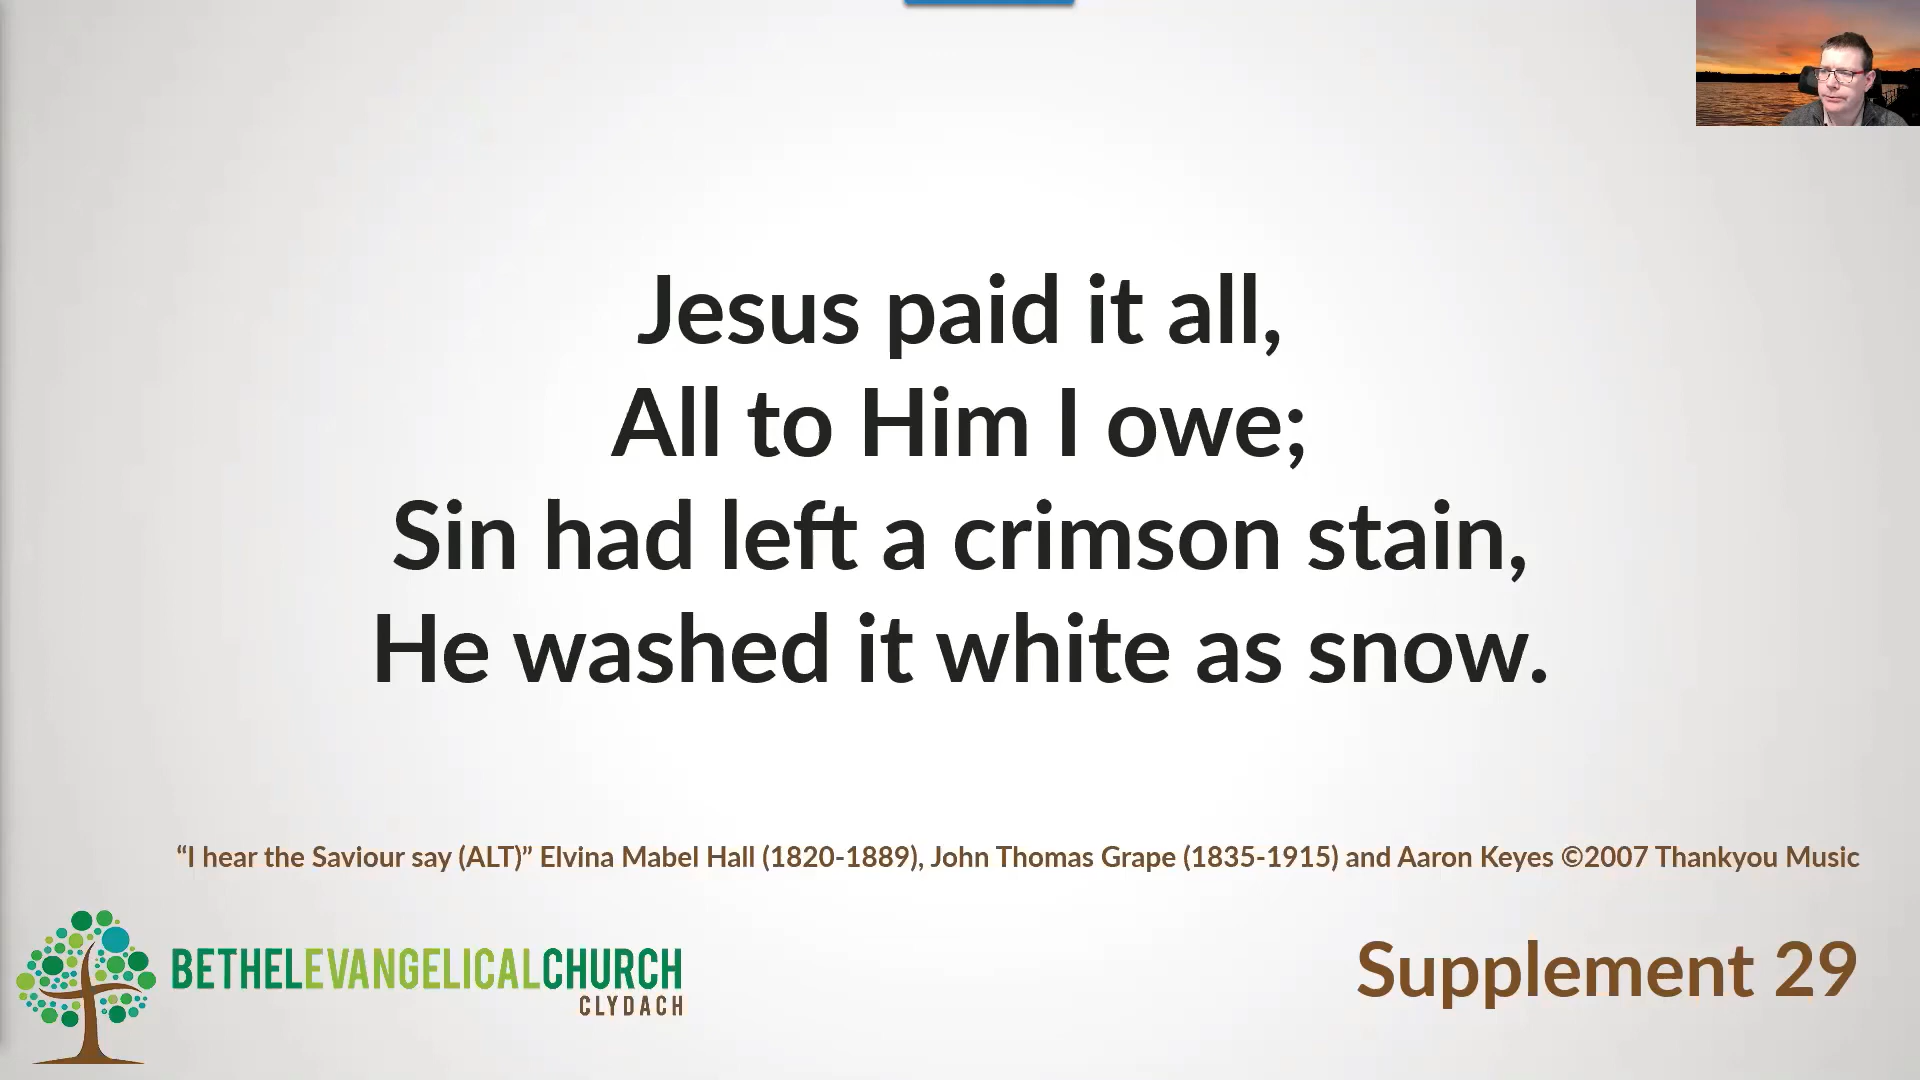 Jesus paid it all,
All to Him I owe;
Sin had left a crimson stain,
He washed it white as snow.
“I hear the Saviour say (ALT)” Elvina Mabel Hall (1820-1889), John Thomas Grape (1835-1915) and Aaron Keyes ©2007 Thankyou Music
BETHELEVANGELICALCHURCH
CLYDACH
Supplement 29